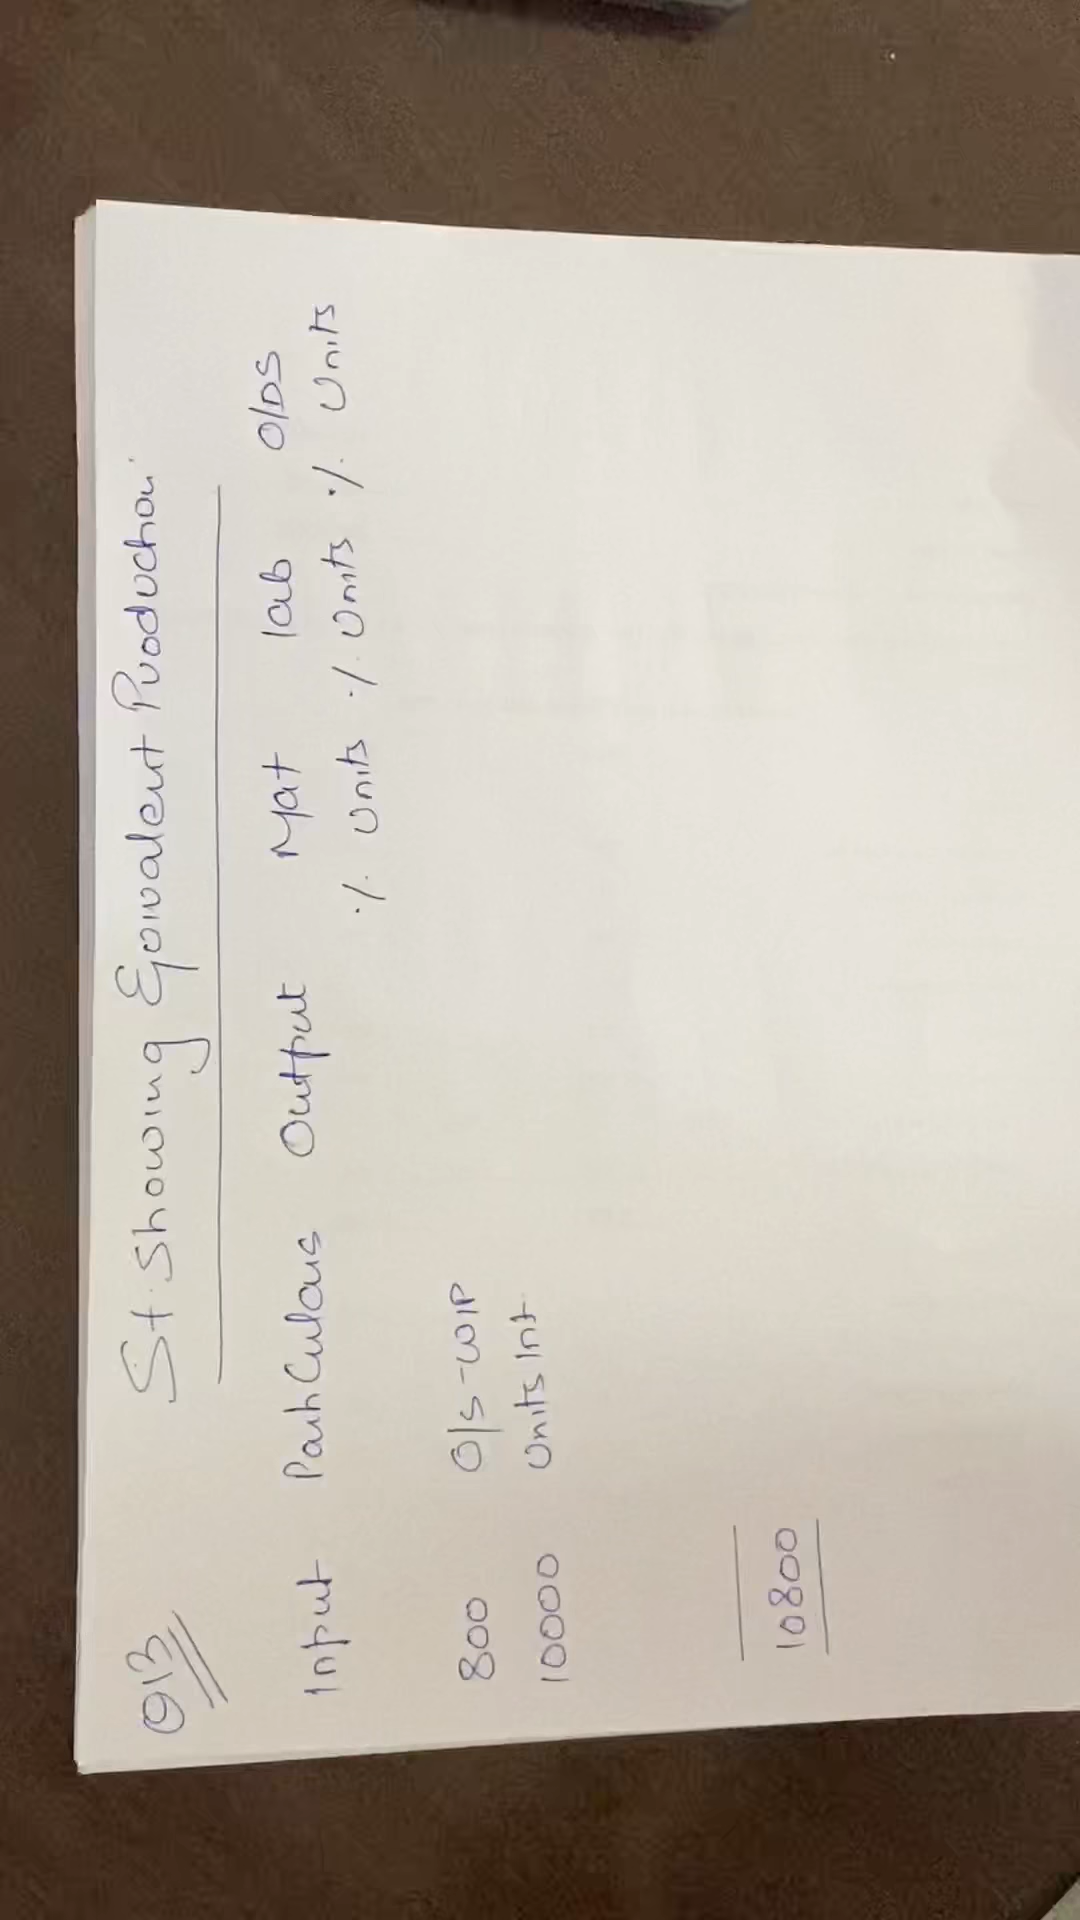 Q13 St. Showing Equivalent Production
Input Particulars Output Mat lab O/DS
% Units % Units % Units
800 O/S-WIP
10000 Units Int.
10800